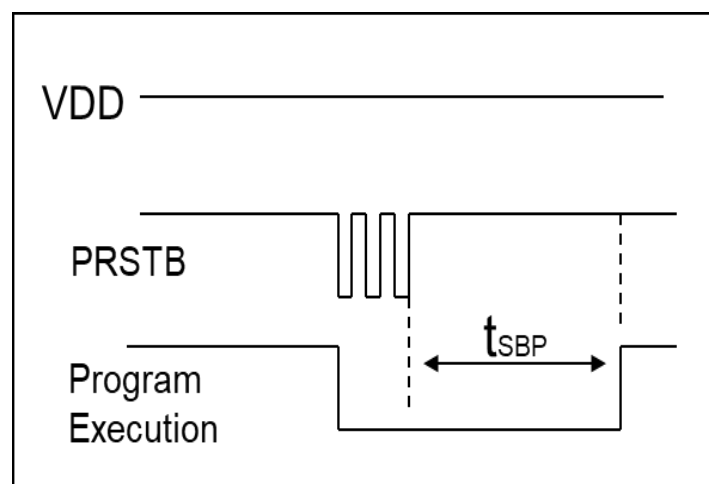 VDD
PRSTB
tSBP
Program
Execution